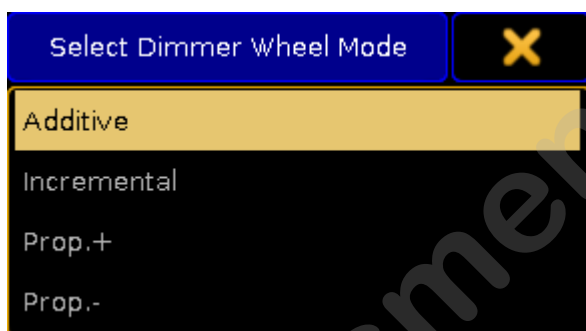 Select Dimmer Wheel Mode
Additive
Incremental
Prop.+
Prop.-